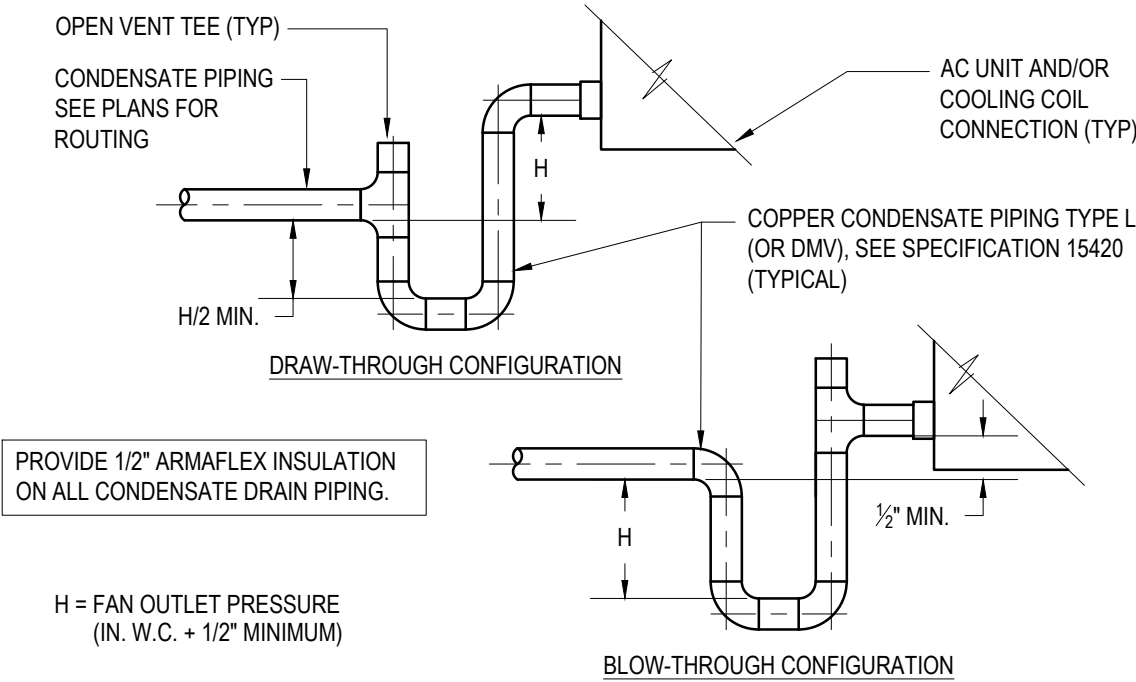 OPEN VENT TEE (TYP)
CONDENSATE PIPING
SEE PLANS FOR
ROUTING
AC UNIT AND/OR
COOLING COIL
CONNECTION (TYP)
H
COPPER CONDENSATE PIPING TYPE L
(OR DMV), SEE SPECIFICATION 15420
(TYPICAL)
H/2 MIN.
DRAW-THROUGH CONFIGURATION
PROVIDE 1/2" ARMAFLEX INSULATION
ON ALL CONDENSATE DRAIN PIPING.
H
½" MIN.
H = FAN OUTLET PRESSURE
(IN. W.C. + 1/2" MINIMUM)
BLOW-THROUGH CONFIGURATION